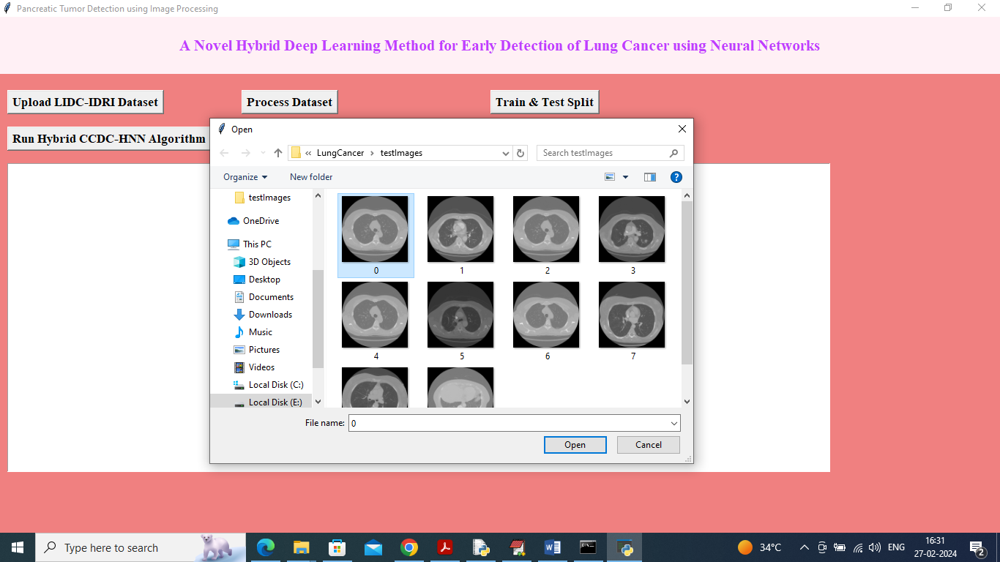 Pancreatic Tumor Detection using Image Processing
A Novel Hybrid Deep Learning Method for Early Detection of Lung Cancer using Neural Networks
Upload LIDC-IDRI Dataset
Process Dataset
Train & Test Split
Run Hybrid CCDC-HNN Algorithm
Open
« LungCancer › testImages
Search testImages
Organize
New folder
testImages
OneDrive
This PC
3D Objects
Desktop
Documents
Downloads
Music
Pictures
Videos
Local Disk (C:)
Local Disk (E:)
0
1
2
3
4
5
6
7
File name: 0
Open
Cancel
Type here to search
34°C
ENG
16:31
27-02-2024
2